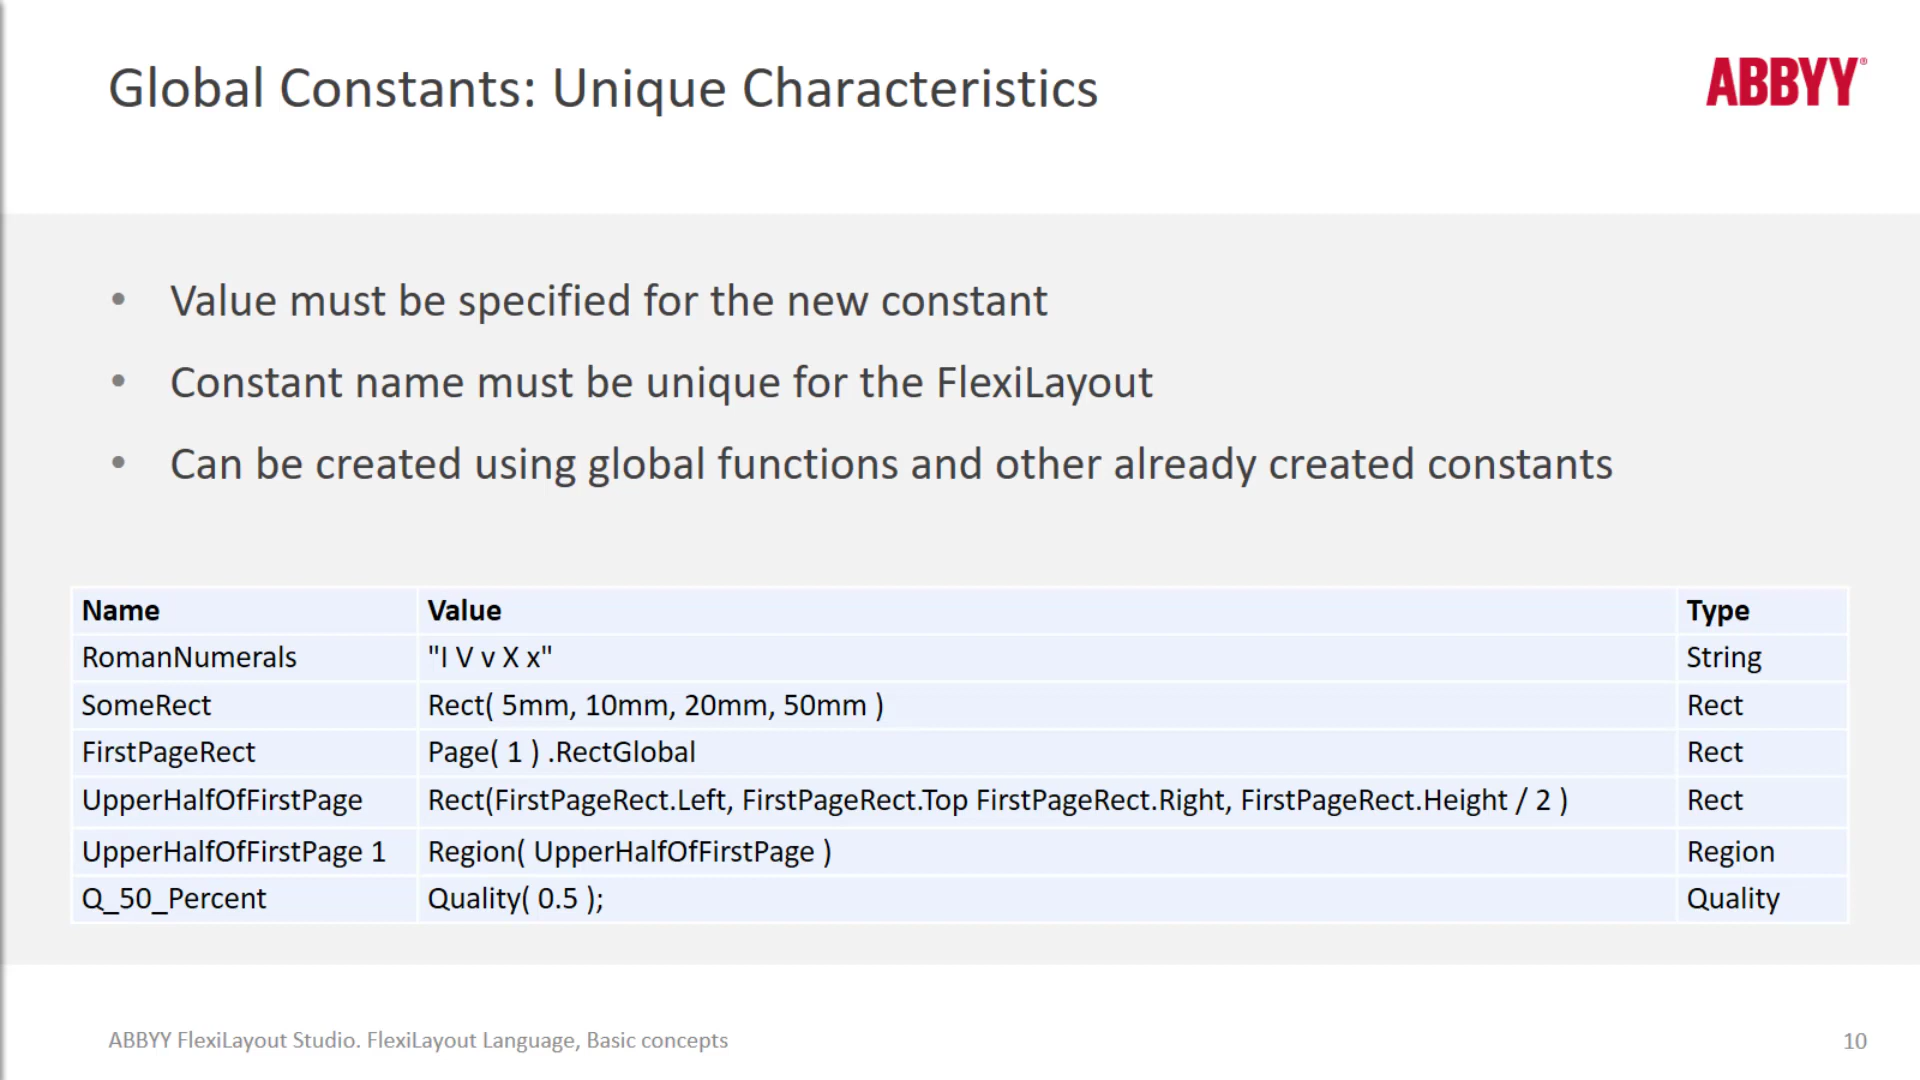 Global Constants: Unique Characteristics
ABBYY®
• Value must be specified for the new constant
• Constant name must be unique for the FlexiLayout
• Can be created using global functions and other already created constants
Name Value Type
RomanNumerals "I V v X x" String
SomeRect Rect( 5mm, 10mm, 20mm, 50mm ) Rect
FirstPageRect Page( 1 ) .RectGlobal Rect
UpperHalfOfFirstPage Rect(FirstPageRect.Left, FirstPageRect.Top FirstPageRect.Right, FirstPageRect.Height / 2 ) Rect
UpperHalfOfFirstPage 1 Region( UpperHalfOfFirstPage ) Region
Q_50_Percent Quality( 0.5 ); Quality
ABBYY FlexiLayout Studio. FlexiLayout Language, Basic concepts
10